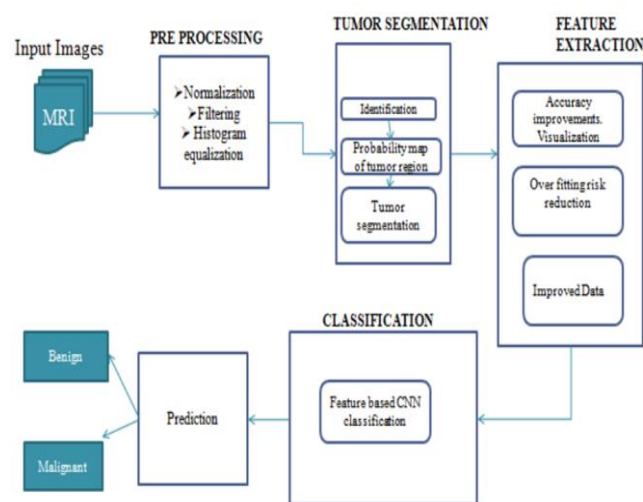 Input Images
MRI
PRE PROCESSING
➤Normalization
➤Filtering
➤ Histogram
equalization
TUMOR SEGMENTATION
Identification
Probability map
of tumor region
Tumor
segmentation
FEATURE
EXTRACTION
Accuracy
improvements.
Visualization
Over fitting risk
reduction
Improved Data
CLASSIFICATION
Feature based CNN
classification
Prediction
Benign
Malignant